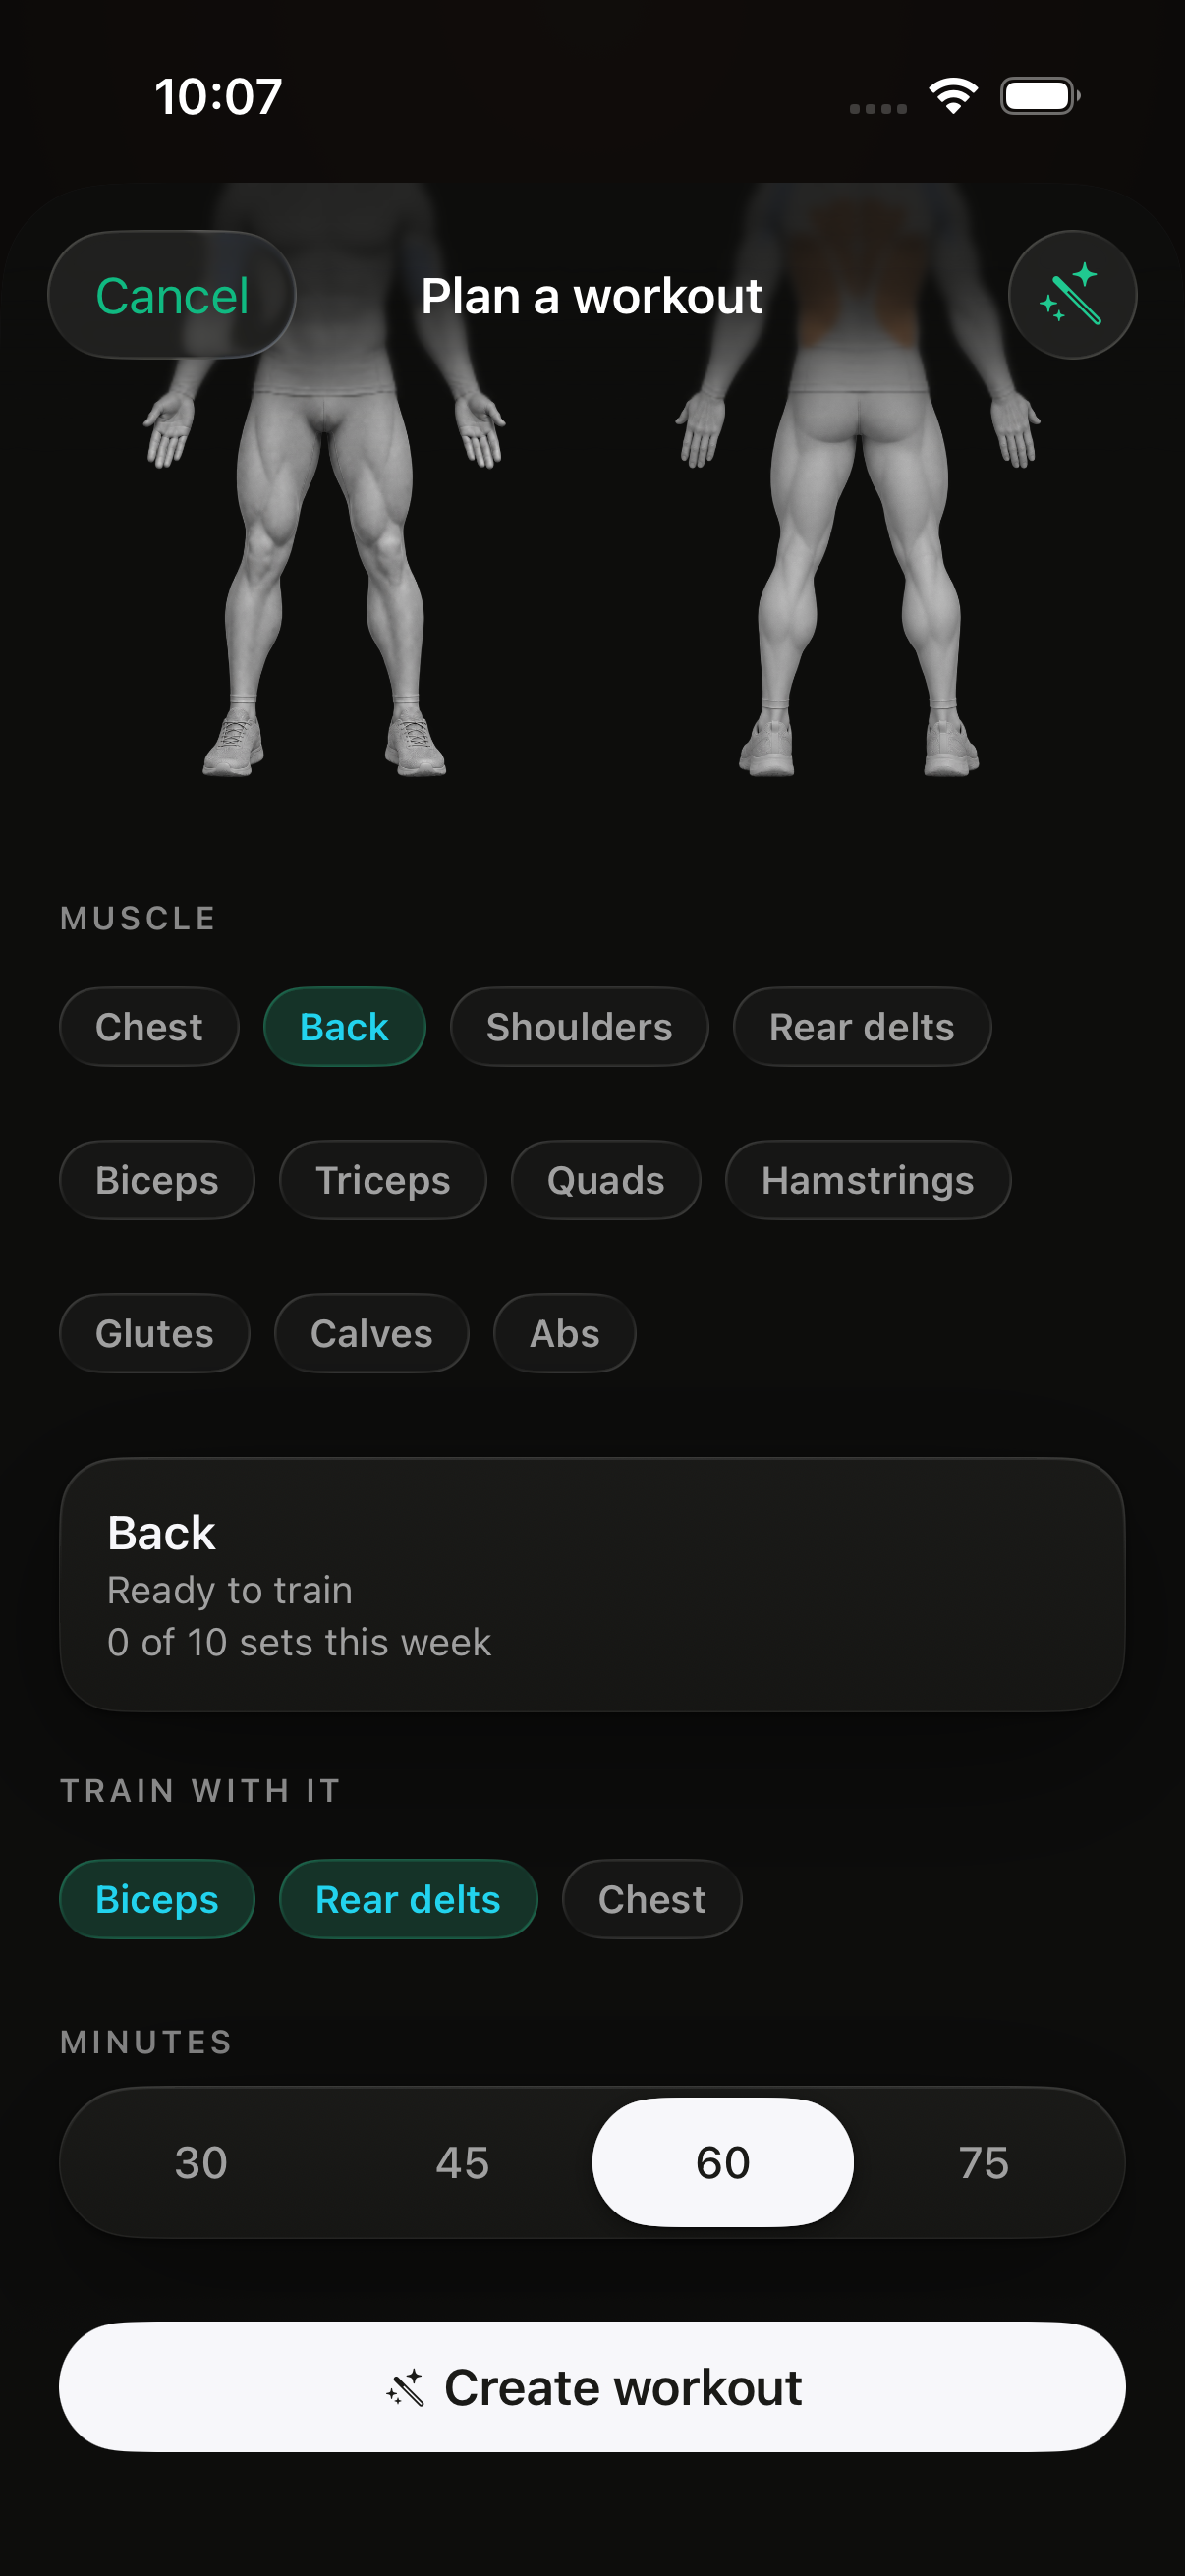 10:07
Cancel
Plan a workout
MUSCLE
Chest
Back
Shoulders
Rear delts
Biceps
Triceps
Quads
Hamstrings
Glutes
Calves
Abs
Back
Ready to train
0 of 10 sets this week
TRAIN WITH IT
Biceps
Rear delts
Chest
MINUTES
30
45
60
75
Create workout